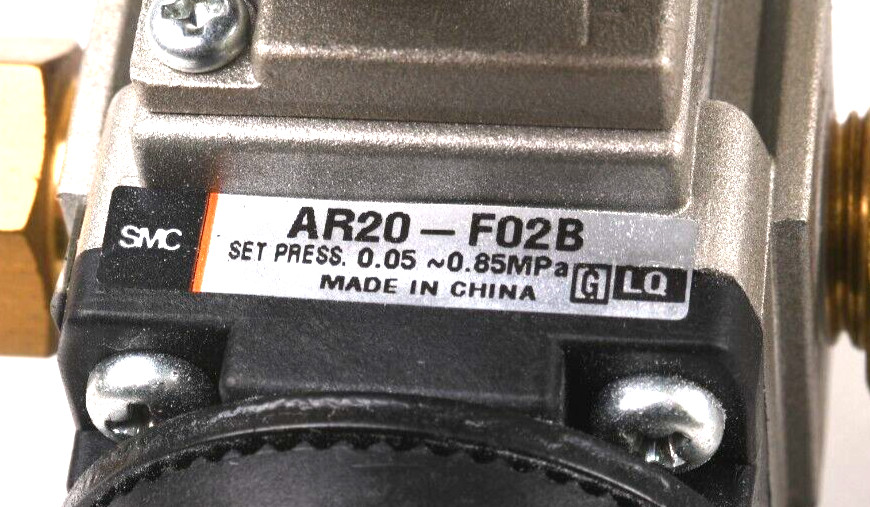 SMC
AR20-F02B
SET PRESS. 0.05 ~0.85MPa
MADE IN CHINA G LQ